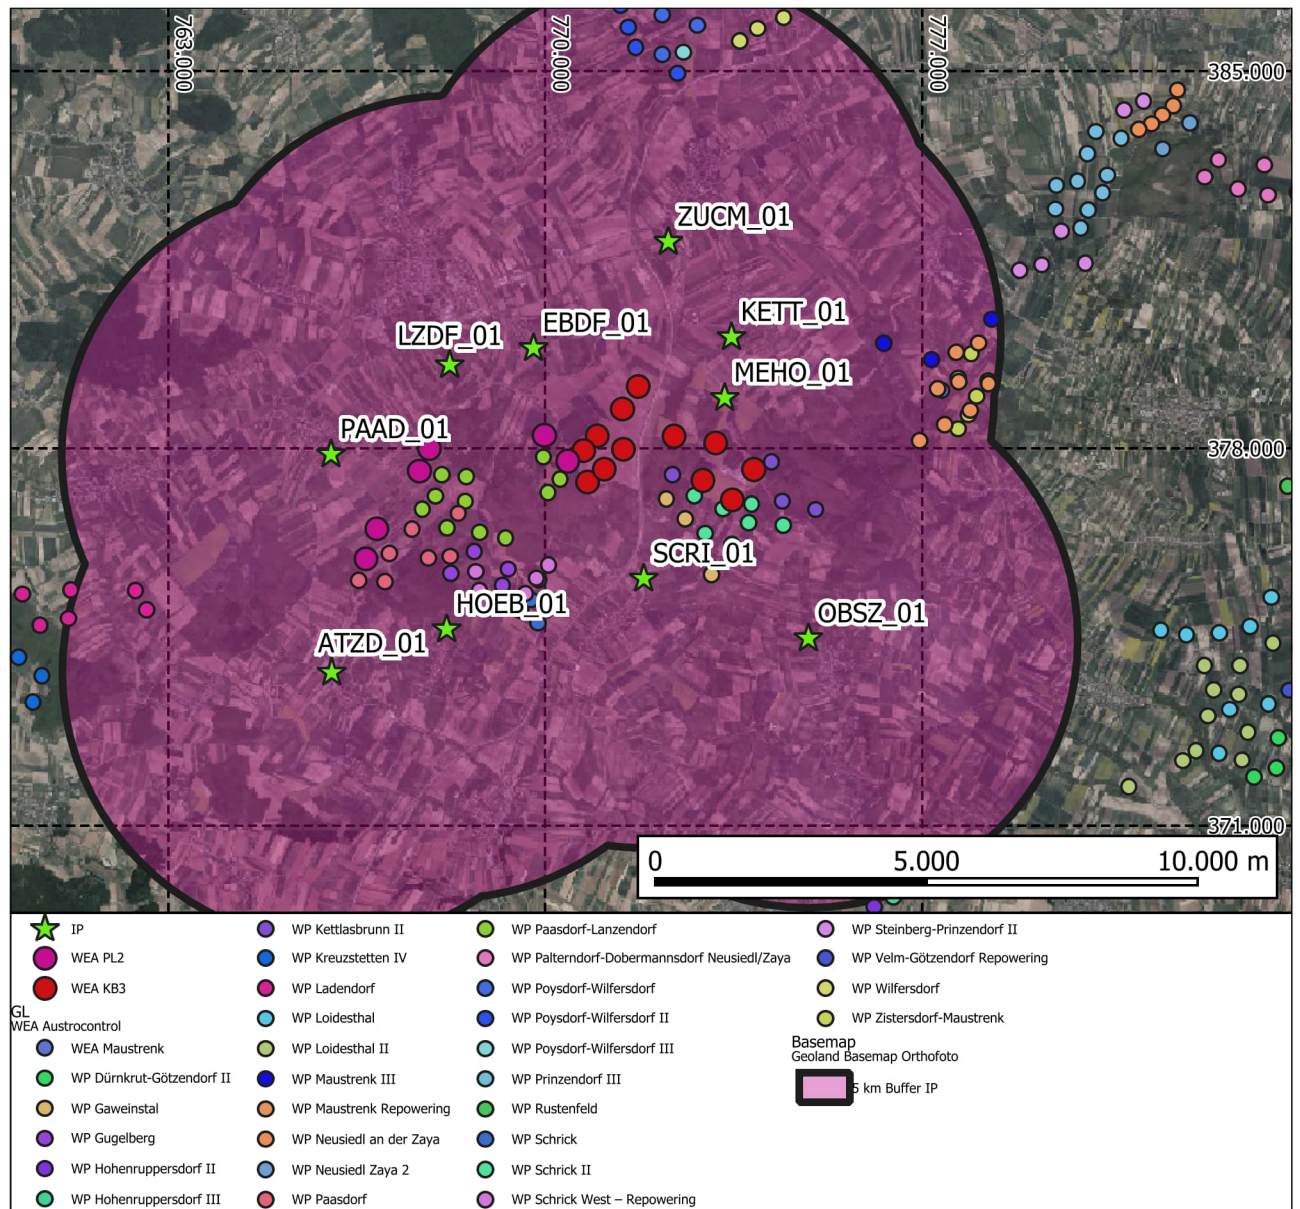 763.000
770.000
777.000
385.000
ZUCM_01
KETT_01
EBDF_01
LZDF_01
MEHO_01
PAAD_01
378.000
SCRI_01
HOEB_01
OBSZ_01
ATZD_01
371.000
0 5.000 10.000 m
IP
WEA PL2
WEA KB3
GL
WEA Austrocontrol
WEA Maustrenk
WP Dürnkrut-Götzendorf II
WP Gaweinstal
WP Gugelberg
WP Hohenruppersdorf II
WP Hohenruppersdorf III
WP Kettlasbrunn II
WP Kreuzstetten IV
WP Ladendorf
WP Loidesthal
WP Loidesthal II
WP Maustrenk III
WP Maustrenk Repowering
WP Neusiedl an der Zaya
WP Neusiedl Zaya 2
WP Paasdorf
WP Paasdorf-Lanzendorf
WP Palterndorf-Dobermannsdorf Neusiedl/Zaya
WP Poysdorf-Wilfersdorf
WP Poysdorf-Wilfersdorf II
WP Poysdorf-Wilfersdorf III
WP Prinzendorf III
WP Rustenfeld
WP Schrick
WP Schrick II
WP Schrick West – Repowering
WP Steinberg-Prinzendorf II
WP Velm-Götzendorf Repowering
WP Wilfersdorf
WP Zistersdorf-Maustrenk
Basemap
Geoland Basemap Orthofoto
5 km Buffer IP